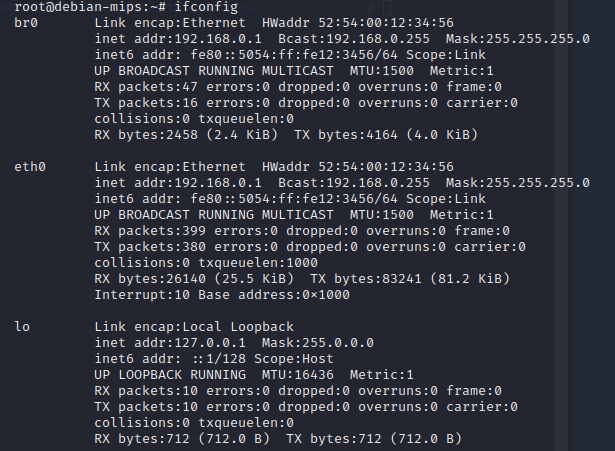 root@debian-mips:~# ifconfig
br0       Link encap:Ethernet  HWaddr 52:54:00:12:34:56
          inet addr:192.168.0.1  Bcast:192.168.0.255  Mask:255.255.255.0
          inet6 addr: fe80::5054:ff:fe12:3456/64 Scope:Link
          UP BROADCAST RUNNING MULTICAST  MTU:1500  Metric:1
          RX packets:47 errors:0 dropped:0 overruns:0 frame:0
          TX packets:16 errors:0 dropped:0 overruns:0 carrier:0
          collisions:0 txqueuelen:0
          RX bytes:2458 (2.4 KiB)  TX bytes:4164 (4.0 KiB)

eth0      Link encap:Ethernet  HWaddr 52:54:00:12:34:56
          inet addr:192.168.0.1  Bcast:192.168.0.255  Mask:255.255.255.0
          inet6 addr: fe80::5054:ff:fe12:3456/64 Scope:Link
          UP BROADCAST RUNNING MULTICAST  MTU:1500  Metric:1
          RX packets:399 errors:0 dropped:0 overruns:0 frame:0
          TX packets:380 errors:0 dropped:0 overruns:0 carrier:0
          collisions:0 txqueuelen:1000
          RX bytes:26140 (25.5 KiB)  TX bytes:83241 (81.2 KiB)
          Interrupt:10 Base address:0×1000

lo        Link encap:Local Loopback
          inet addr:127.0.0.1  Mask:255.0.0.0
          inet6 addr: ::1/128 Scope:Host
          UP LOOPBACK RUNNING  MTU:16436  Metric:1
          RX packets:10 errors:0 dropped:0 overruns:0 frame:0
          TX packets:10 errors:0 dropped:0 overruns:0 carrier:0
          collisions:0 txqueuelen:0
          RX bytes:712 (712.0 B)  TX bytes:712 (712.0 B)